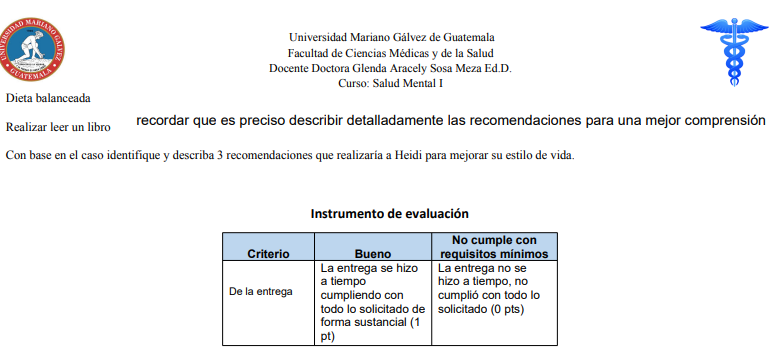 UNIVERSIDAD MARIANO GÁLVEZ
GUATEMALA
Universidad Mariano Gálvez de Guatemala
Facultad de Ciencias Médicas y de la Salud
Docente Doctora Glenda Aracely Sosa Meza Ed.D.
Curso: Salud Mental I
Dieta balanceada
Realizar leer un libro recordar que es preciso describir detalladamente las recomendaciones para una mejor comprensión
Con base en el caso identifique y describa 3 recomendaciones que realizaría a Heidi para mejorar su estilo de vida.
Instrumento de evaluación
Criterio
Bueno
No cumple con
requisitos mínimos
De la entrega
La entrega se hizo
a tiempo
cumpliendo con
todo lo solicitado de
forma sustancial (1
pt)
La entrega no se
hizo a tiempo, no
cumplió con todo lo
solicitado (0 pts)